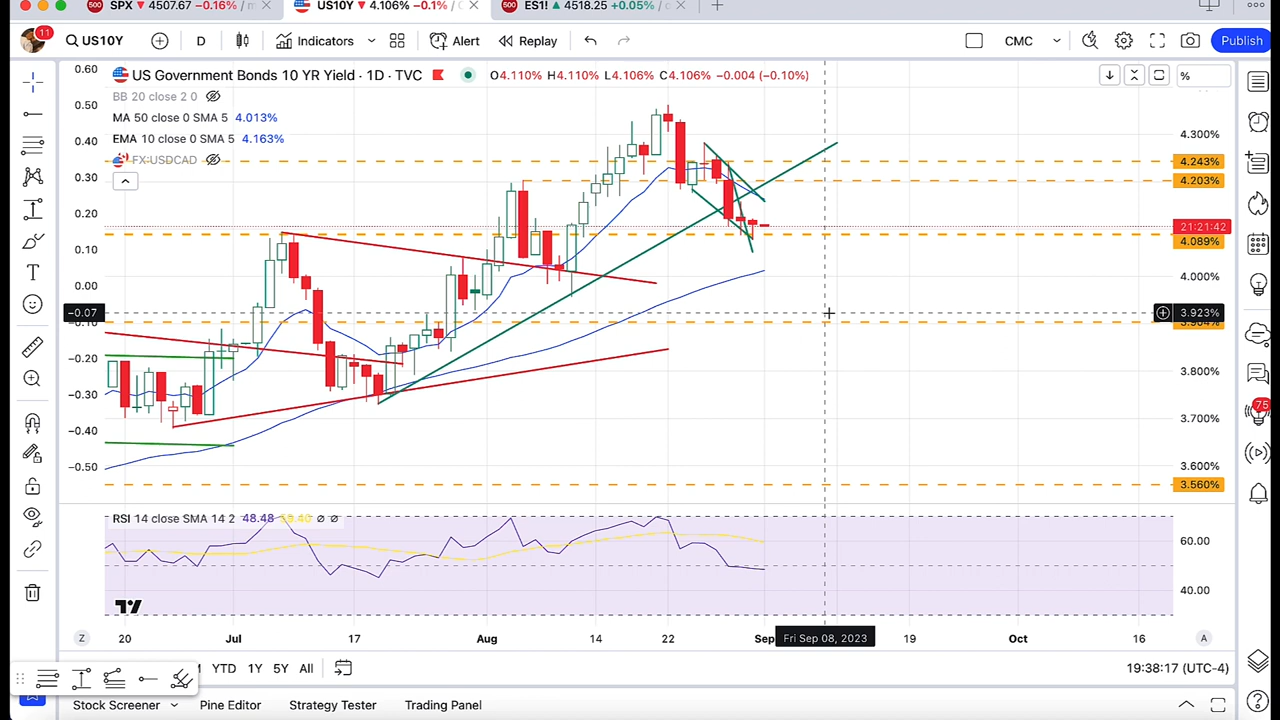 SPX ▼ 4507.67 −0.16% /
US10Y ▼ 4.106% −0.1% /
ES1! ▲ 4518.25 +0.05% /
11
US10Y
D
Indicators
Alert
Replay
CMC
Publish
US Government Bonds 10 YR Yield · 1D · TVC
O4.110% H4.110% L4.106% C4.106% −0.004 (−0.10%)
%
BB 20 close 2 0
MA 50 close 0 SMA 5 4.013%
EMA 10 close 0 SMA 5 4.163%
FX:USDCAD
0.60
0.50
0.40
0.30
0.20
0.10
0.00
−0.07
−0.10
−0.20
−0.30
−0.40
−0.50
4.300%
4.243%
4.203%
21:21:42
4.089%
4.000%
3.923%
3.904%
3.800%
3.700%
3.600%
3.560%
75
RSI 14 close SMA 14 2 48.48
60.00
40.00
Z
20
Jul
17
Aug
14
22
Sep
Fri Sep 08, 2023
19
Oct
16
A
YTD
1Y
5Y
All
19:38:17 (UTC-4)
Stock Screener
Pine Editor
Strategy Tester
Trading Panel